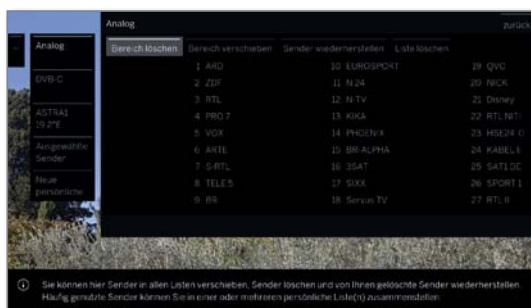 Analog
zurück
Analog
DVB-C
ASTRA1
19.2°E
Ausgewählte
Sender
Neue
persönliche
Bereich löschen
Bereich verschieben
Sender wiederherstellen
Liste löschen
1 ARD
2 ZDF
3 RTL
4 PRO 7
5 VOX
6 ARTE
7 S-RTL
8 TELE 5
9 BR
10 EUROSPORT
11 N 24
12 N-TV
13 KIKA
14 PHOENIX
15 BR-ALPHA
16 3SAT
17 SIXX
18 Servus TV
19 QVC
20 NICK
21 Disney
22 RTL NIT
23 HSE24
24 KABEL
25 SAT1
26 SPORT 1
27 RTL II
Sie können hier Sender in allen Listen verschieben, Sender löschen und von Ihnen gelöschte Sender wiederherstellen.
Häufig genutzte Sender können Sie in einer oder mehreren persönliche Liste(n) zusammenstellen.